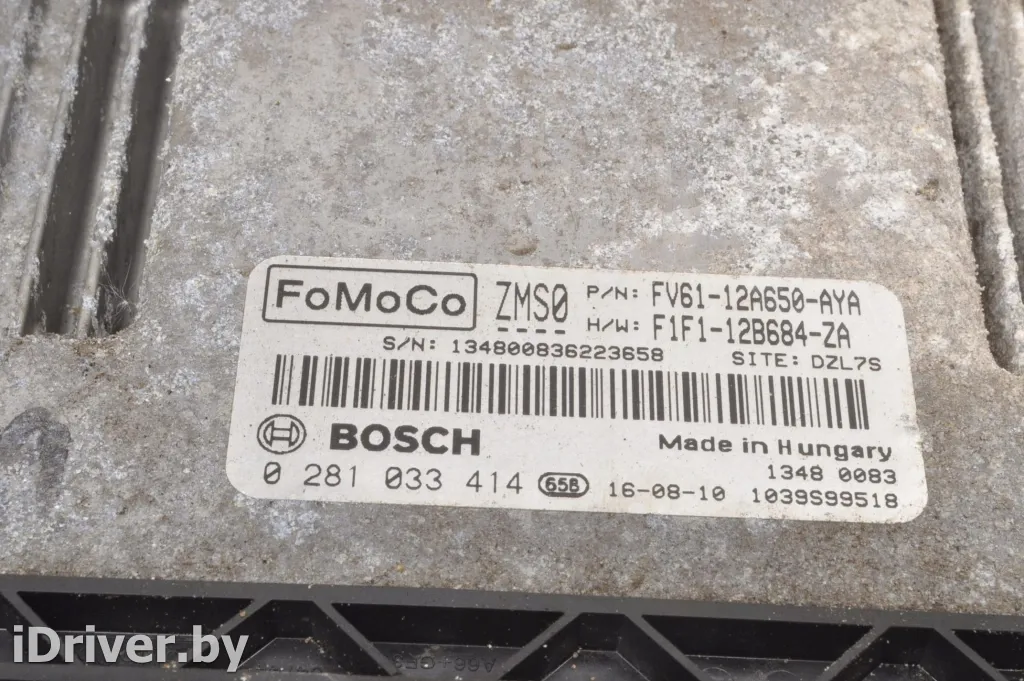 FoMoCo ZMS0 P/N: FV61-12A650-AYA
H/W: F1F1-12B684-ZA
S/N: 134800836223658 SITE: DZL7S
BOSCH Made in Hungary
0 281 033 414 65B 16-08-10 1348 0083
1039S99518
iDriver.by